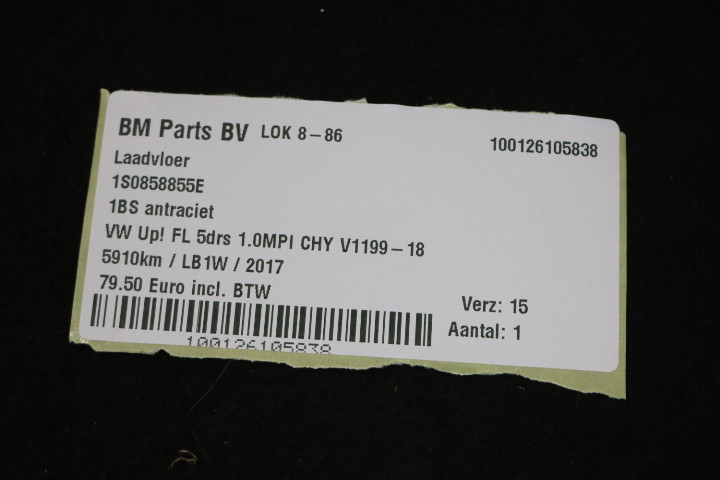 BM Parts BV LOK 8-86 100126105838
Laadvloer
1S0858855E
1BS antraciet
VW Up! FL 5drs 1.0MPI CHY V1199-18
5910km / LB1W / 2017
79.50 Euro incl. BTW
Verz: 15
Aantal: 1
100126105838